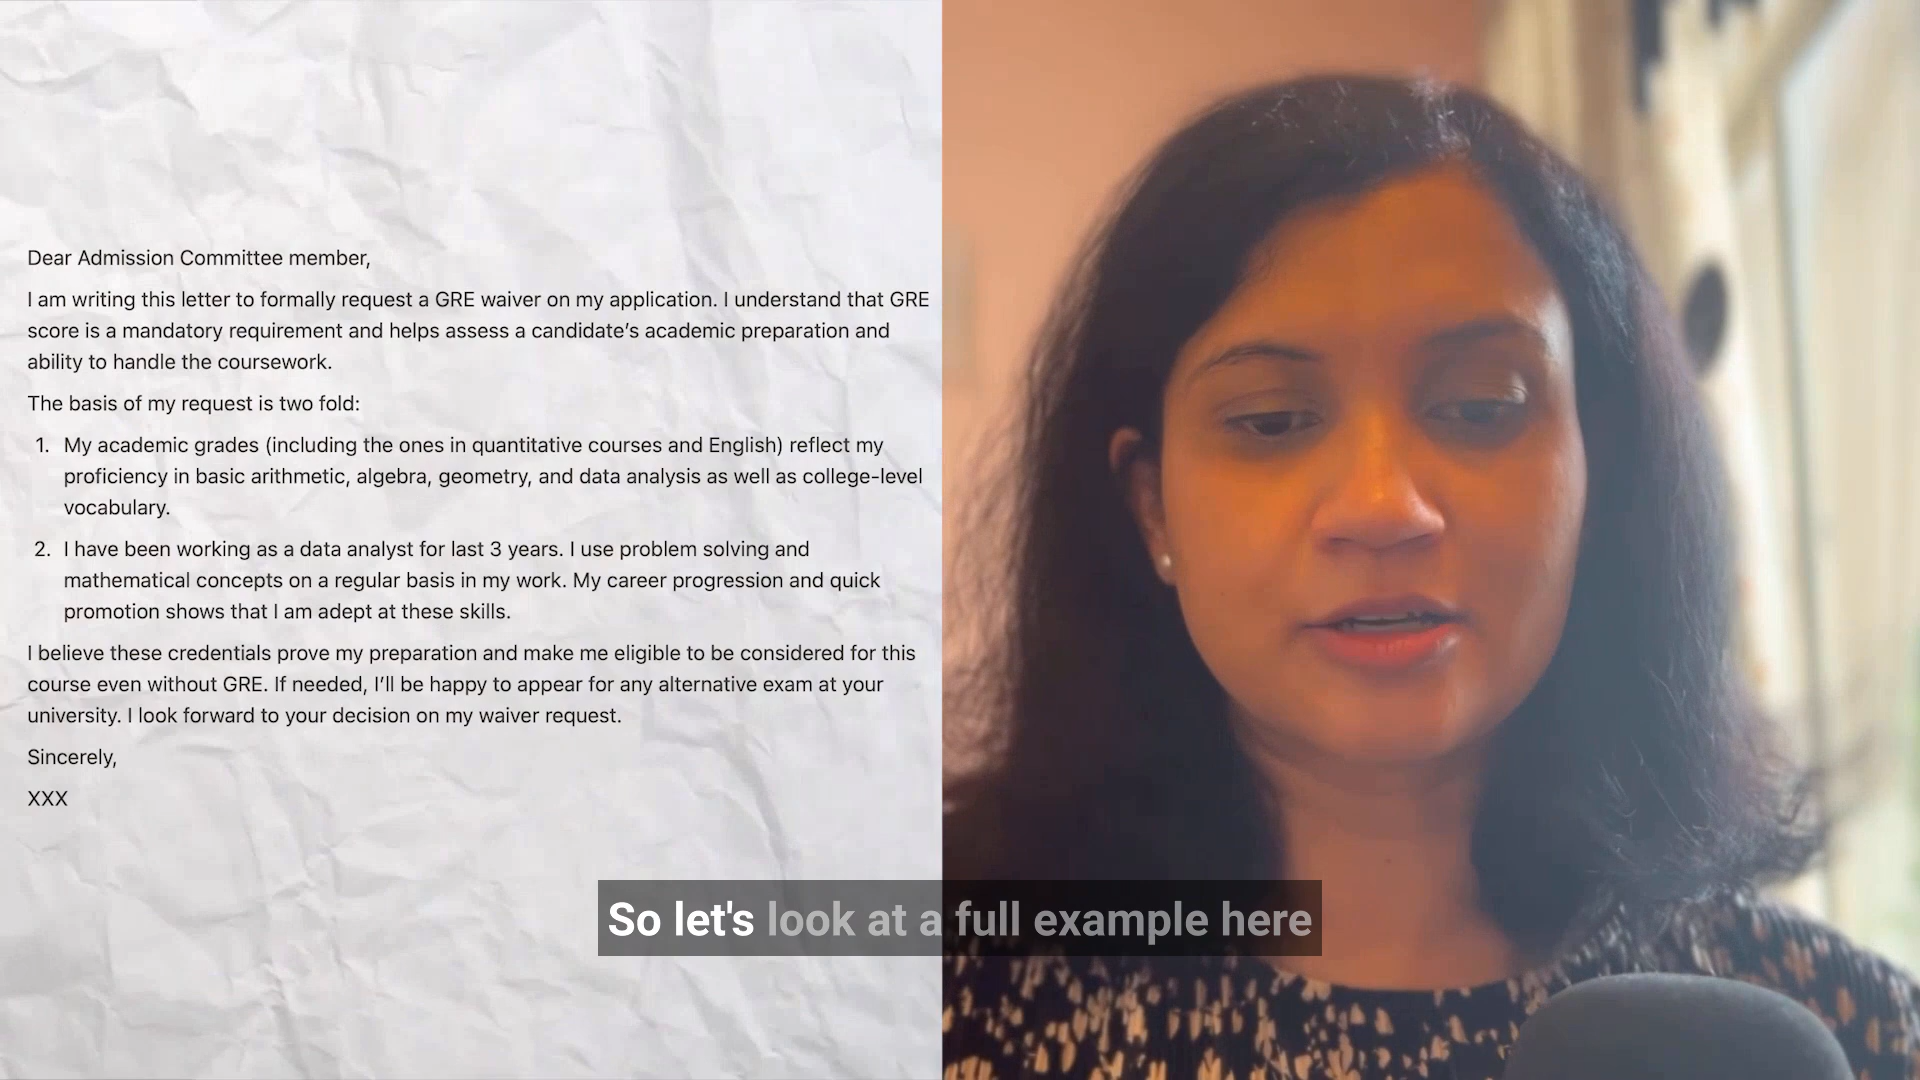 Dear Admission Committee member,
I am writing this letter to formally request a GRE waiver on my application. I understand that GRE
score is a mandatory requirement and helps assess a candidate’s academic preparation and
ability to handle the coursework.
The basis of my request is two fold:
1. My academic grades (including the ones in quantitative courses and English) reflect my
proficiency in basic arithmetic, algebra, geometry, and data analysis as well as college-level
vocabulary.
2. I have been working as a data analyst for last 3 years. I use problem solving and
mathematical concepts on a regular basis in my work. My career progression and quick
promotion shows that I am adept at these skills.
I believe these credentials prove my preparation and make me eligible to be considered for this
course even without GRE. If needed, I’ll be happy to appear for any alternative exam at your
university. I look forward to your decision on my waiver request.
Sincerely,
XXX
So let's look at a full example here